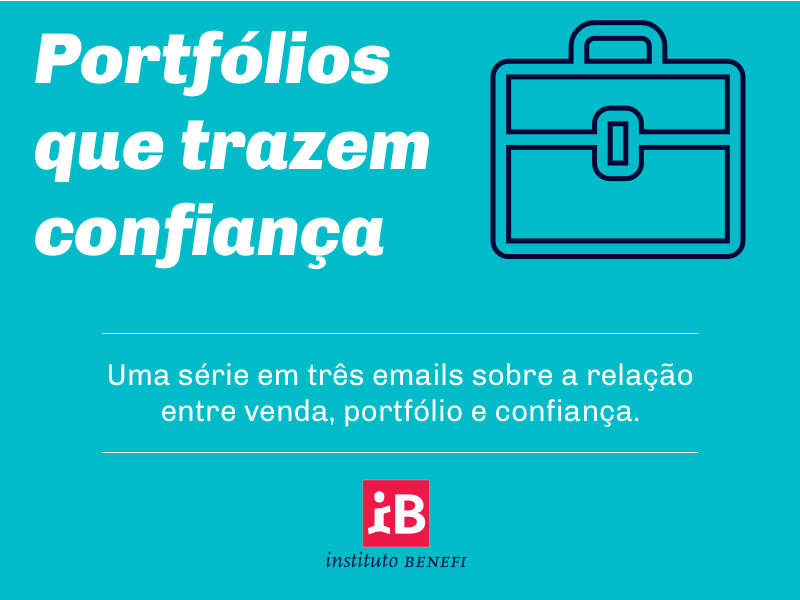 Portfólios
que trazem
confiança
Uma série em três emails sobre a relação
entre venda, portfólio e confiança.
iB
instituto BENEFI